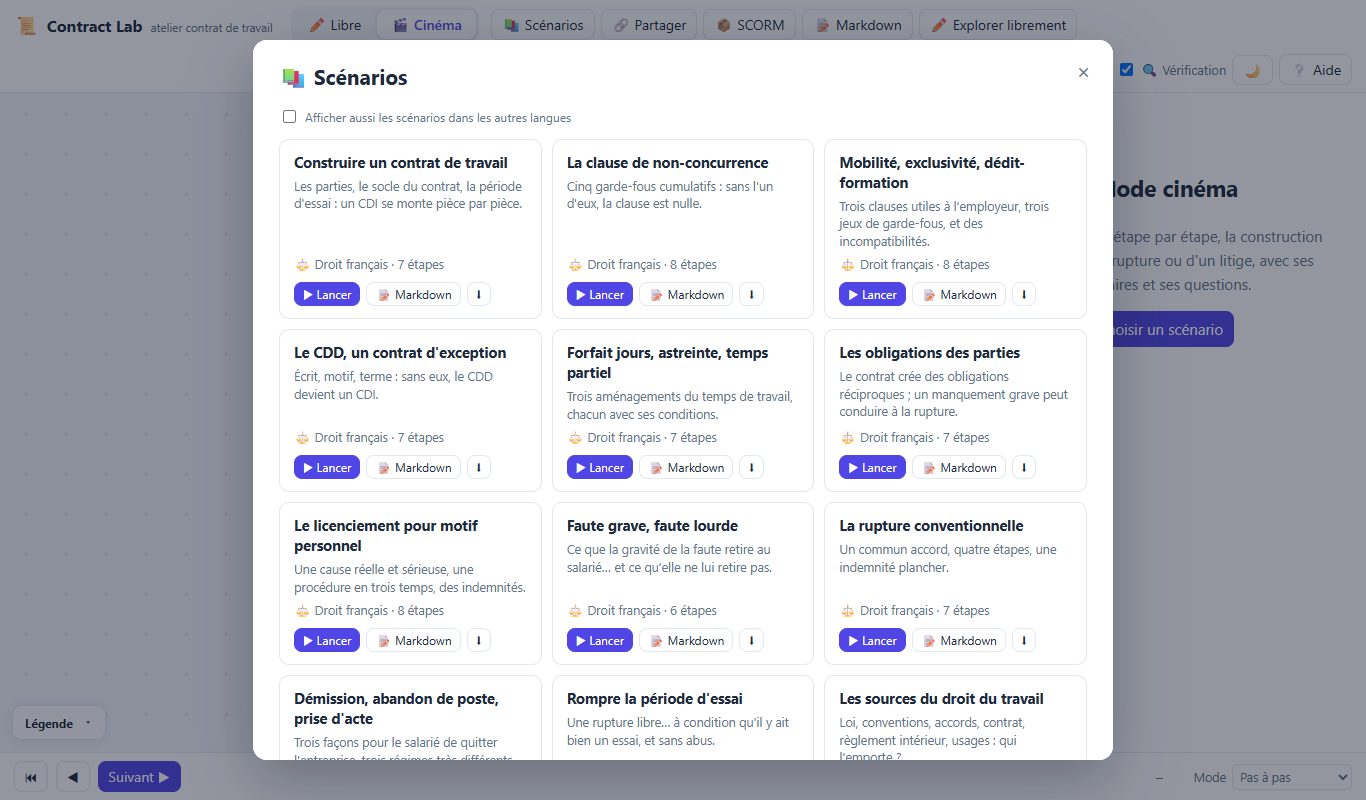 Contract Lab atelier contrat de travail
Libre
Cinéma
Scénarios
Partager
SCORM
Markdown
Explorer librement
Vérification
Aide
Scénarios
×
Afficher aussi les scénarios dans les autres langues
Construire un contrat de travail
Les parties, le socle du contrat, la période
d'essai : un CDI se monte pièce par pièce.
Droit français · 7 étapes
▶ Lancer
Markdown
⬇
La clause de non-concurrence
Cinq garde-fous cumulatifs : sans l'un
d'eux, la clause est nulle.
Droit français · 8 étapes
▶ Lancer
Markdown
⬇
Mobilité, exclusivité, dédit-
formation
Trois clauses utiles à l'employeur, trois
jeux de garde-fous, et des
incompatibilités.
Droit français · 8 étapes
▶ Lancer
Markdown
⬇
Le CDD, un contrat d'exception
Écrit, motif, terme : sans eux, le CDD
devient un CDI.
Droit français · 7 étapes
▶ Lancer
Markdown
⬇
Forfait jours, astreinte, temps
partiel
Trois aménagements du temps de travail,
chacun avec ses conditions.
Droit français · 7 étapes
▶ Lancer
Markdown
⬇
Les obligations des parties
Le contrat crée des obligations
réciproques ; un manquement grave peut
conduire à la rupture.
Droit français · 7 étapes
▶ Lancer
Markdown
⬇
Le licenciement pour motif
personnel
Une cause réelle et sérieuse, une
procédure en trois temps, des indemnités.
Droit français · 8 étapes
▶ Lancer
Markdown
⬇
Faute grave, faute lourde
Ce que la gravité de la faute retire au
salarié… et ce qu'elle ne lui retire pas.
Droit français · 6 étapes
▶ Lancer
Markdown
⬇
La rupture conventionnelle
Un commun accord, quatre étapes, une
indemnité plancher.
Droit français · 7 étapes
▶ Lancer
Markdown
⬇
Démission, abandon de poste,
prise d'acte
Trois façons pour le salarié de quitter
l'entreprise, trois régimes très différents.
Rompre la période d'essai
Une rupture libre… à condition qu'il y ait
bien un essai, et sans abus.
Les sources du droit du travail
Loi, conventions, accords, contrat,
règlement intérieur, usages : qui
l'emporte ?
ode cinéma
étape par étape, la construction
rupture ou d'un litige, avec ses
ires et ses questions.
oisir un scénario
Légende
Suivant ▶
–
Mode
Pas à pas